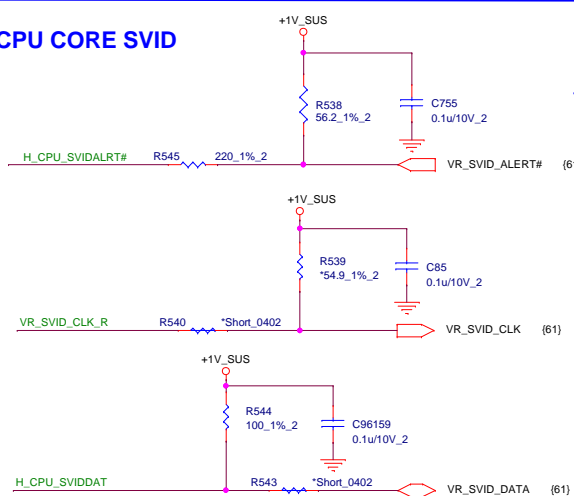 CPU CORE SVID
+1V_SUS
R538
56.2_1%_2
C755
0.1u/10V_2
H_CPU_SVIDALRT#
R545
220_1%_2
VR_SVID_ALERT#
{61
+1V_SUS
R539
*54.9_1%_2
C85
0.1u/10V_2
VR_SVID_CLK_R
R540
*Short_0402
VR_SVID_CLK
{61}
+1V_SUS
R544
100_1%_2
C96159
0.1u/10V_2
H_CPU_SVIDDAT
R543
*Short_0402
VR_SVID_DATA
{61}